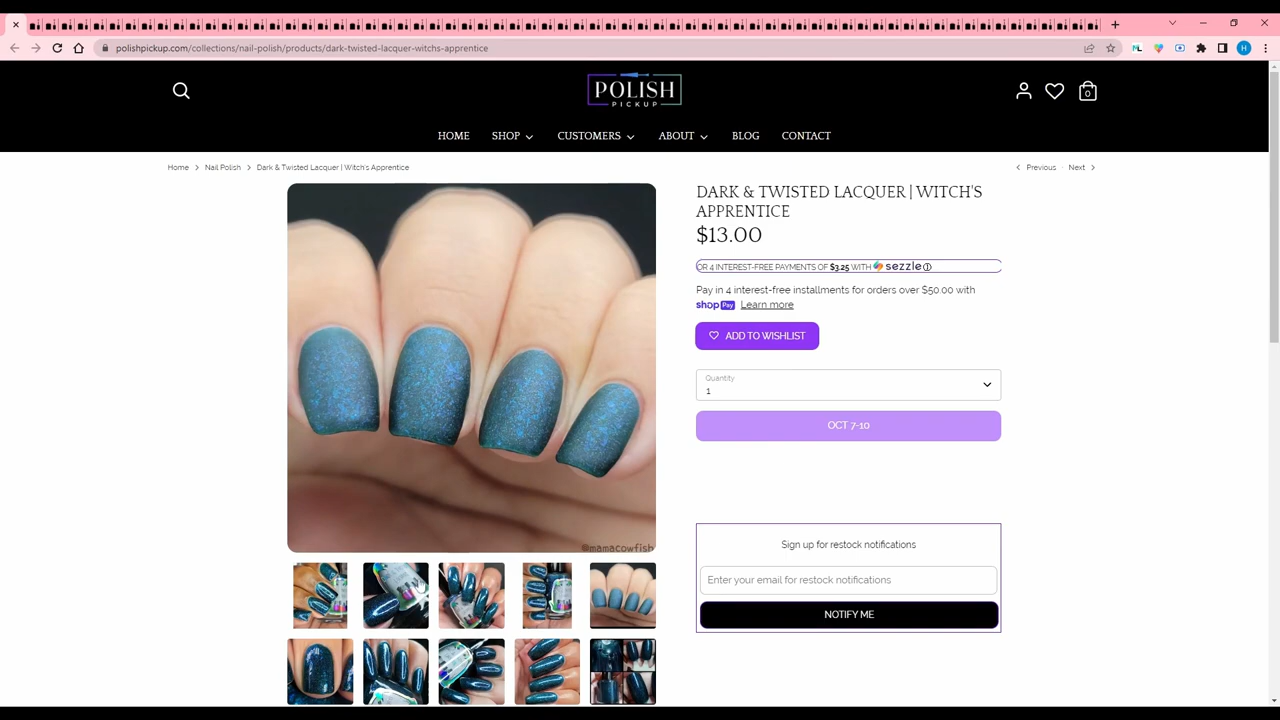 polishpickup.com/collections/nail-polish/products/dark-twisted-lacquer-witchs-apprentice
ML
H
POLISH
PICKUP
0
HOME
SHOP
CUSTOMERS
ABOUT
BLOG
CONTACT
Home > Nail Polish > Dark & Twisted Lacquer | Witch's Apprentice
< Previous · Next >
DARK & TWISTED LACQUER | WITCH'S
APPRENTICE
$13.00
OR 4 INTEREST-FREE PAYMENTS OF $3.25 WITH sezzle
Pay in 4 interest-free installments for orders over $50.00 with
shop Pay Learn more
ADD TO WISHLIST
Quantity
1
OCT 7-10
Sign up for restock notifications
Enter your email for restock notifications
NOTIFY ME
@mamacowfish